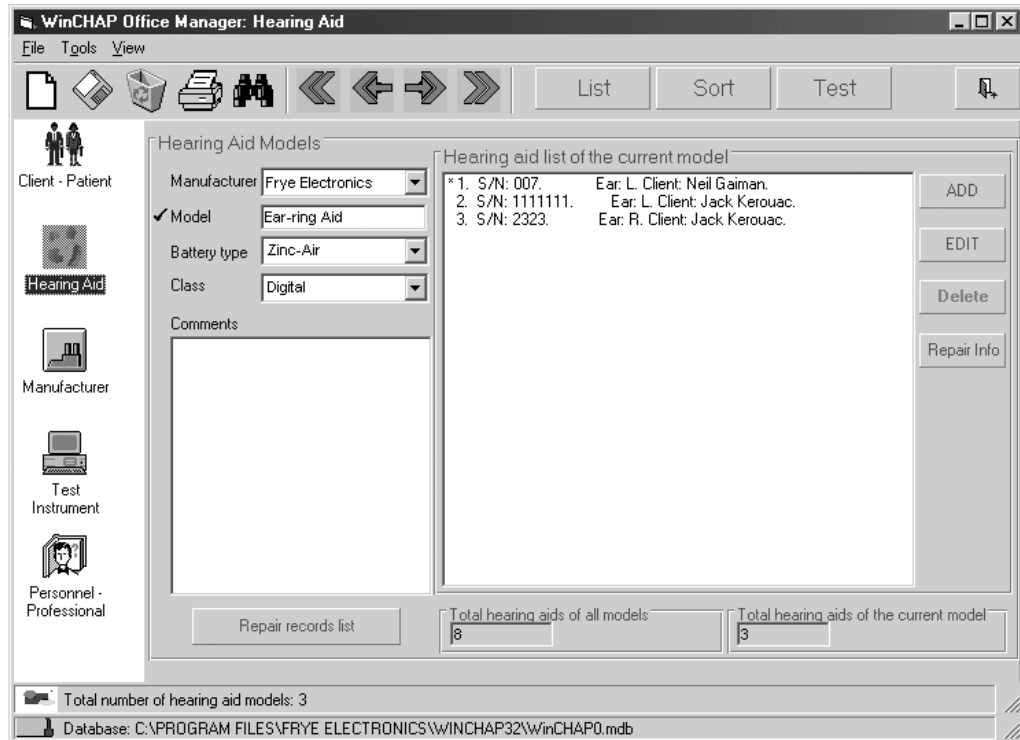 WinCHAP Office Manager: Hearing Aid
File Tools View
List Sort Test
Client - Patient
Hearing Aid
Manufacturer
Test
Instrument
Personnel -
Professional
Hearing Aid Models
Manufacturer Frye Electronics
Model Ear-ring Aid
Battery type Zinc-Air
Class Digital
Comments
Repair records list
Hearing aid list of the current model
* 1. S/N: 007. Ear: L. Client: Neil Gaiman.
2. S/N: 1111111. Ear: L. Client: Jack Kerouac.
3. S/N: 2323. Ear: R. Client: Jack Kerouac.
ADD
EDIT
Delete
Repair Info
Total hearing aids of all models
8
Total hearing aids of the current model
3
Total number of hearing aid models: 3
Database: C:\PROGRAM FILES\FRYE ELECTRONICS\WINCHAP32\WinCHAP0.mdb